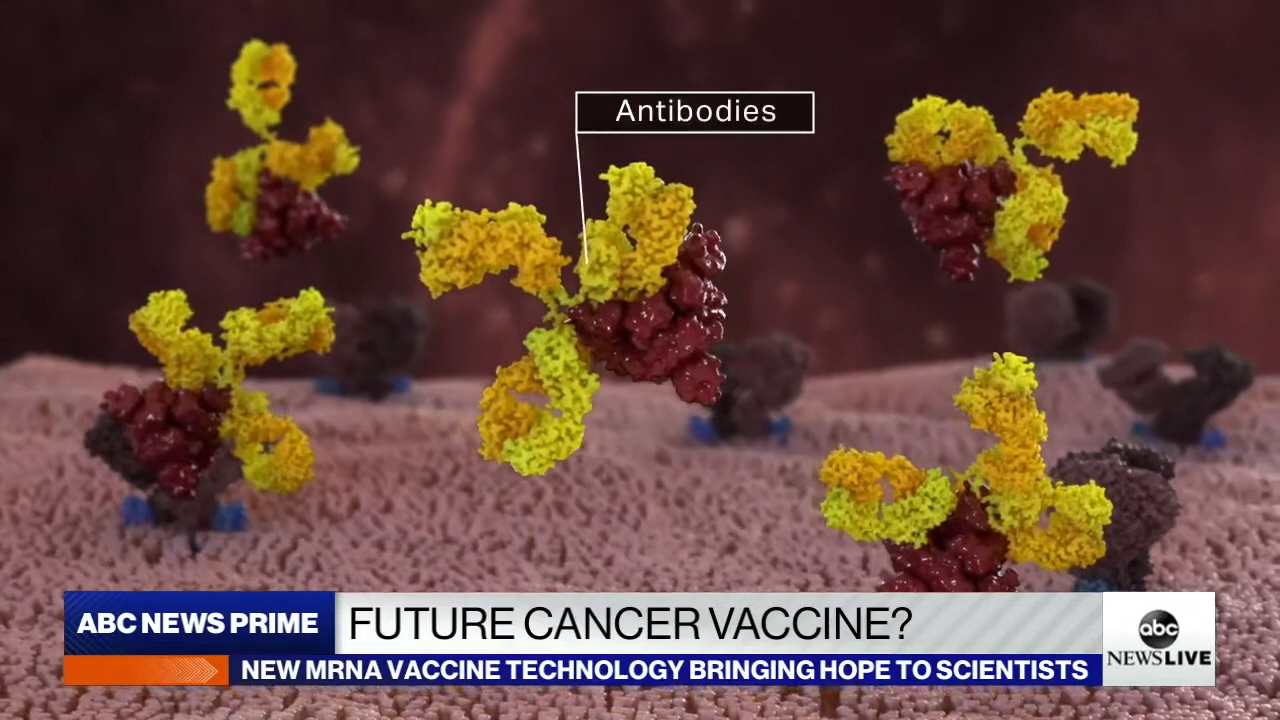 Antibodies
ABC NEWS PRIME
FUTURE CANCER VACCINE?
NEW MRNA VACCINE TECHNOLOGY BRINGING HOPE TO SCIENTISTS
abc
NEWSLIVE